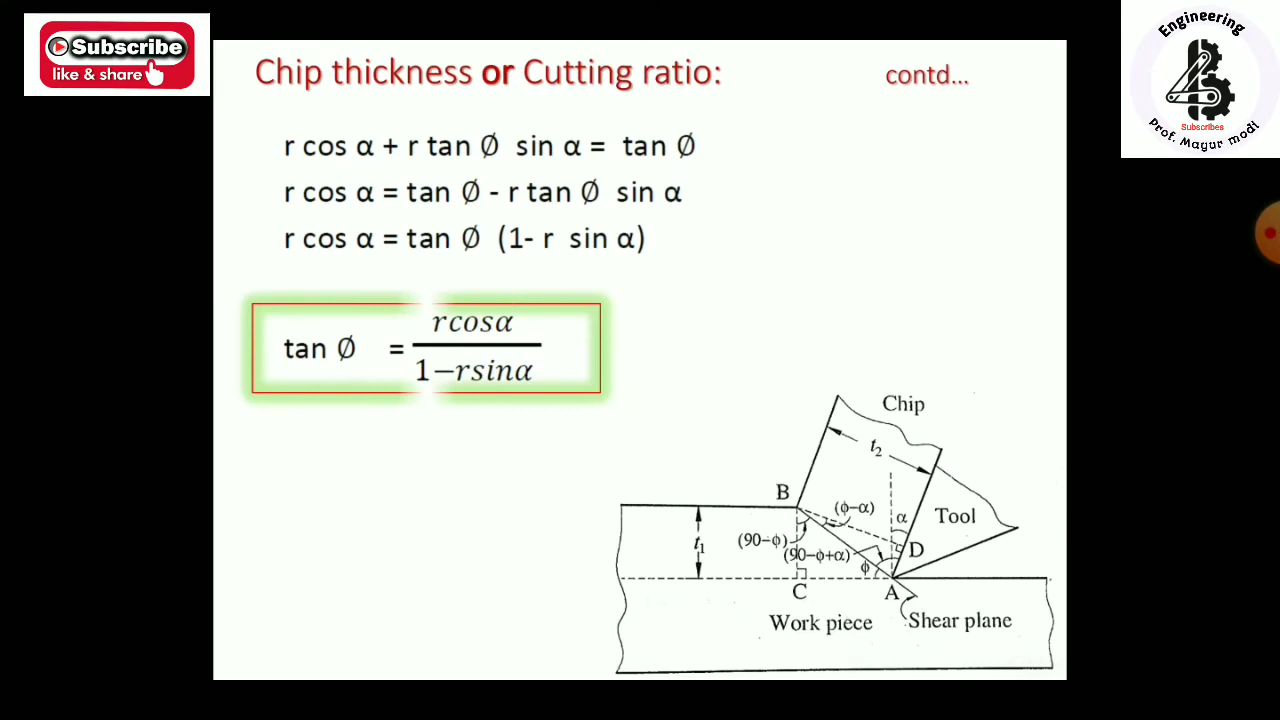 Subscribe
like & share
Engineering
Subscribes
Prof. Mayur modi
Chip thickness or Cutting ratio: contd...
r cos α + r tan Ø sin α = tan Ø
r cos α = tan Ø - r tan Ø sin α
r cos α = tan Ø (1- r sin α)
tan Ø = rcosα
1−rsinα
Chip
t₂
B
(ϕ−α)
α
Tool
t₁
(90−ϕ)
D
(90−ϕ+α)
ϕ
C
A
Work piece
Shear plane